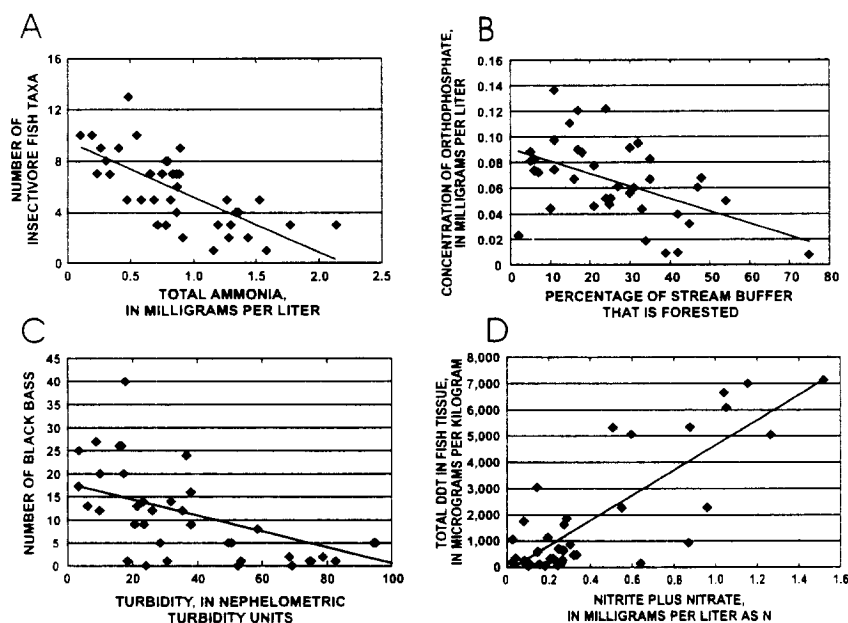 A
NUMBER OF
INSECTIVORE FISH TAXA
16
12
8
4
0
0 0.5 1.0 1.5 2.0 2.5
TOTAL AMMONIA,
IN MILLIGRAMS PER LITER
B
CONCENTRATION OF ORTHOPHOSPHATE,
IN MILLIGRAMS PER LITER
0.16
0.14
0.12
0.10
0.08
0.06
0.04
0.02
0
0 10 20 30 40 50 60 70 80
PERCENTAGE OF STREAM BUFFER
THAT IS FORESTED
C
NUMBER OF BLACK BASS
45
40
35
30
25
20
15
10
5
0
0 20 40 60 80 100
TURBIDITY, IN NEPHELOMETRIC
TURBIDITY UNITS
D
TOTAL DDT IN FISH TISSUE,
IN MICROGRAMS PER KILOGRAM
8,000
7,000
6,000
5,000
4,000
3,000
2,000
1,000
0
0 0.2 0.4 0.6 0.8 1.0 1.2 1.4 1.6
NITRITE PLUS NITRATE,
IN MILLIGRAMS PER LITER AS N